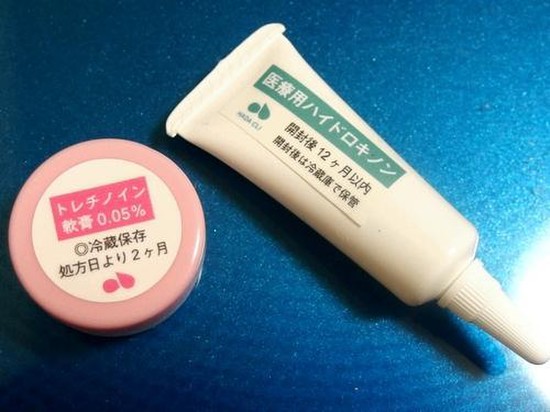 トレチノイン
軟膏0.05%
◎冷蔵保存
処方日より2ヶ月
医療用ハイドロキノン
HADA CLI
開封後12ヶ月以内
開封後は冷蔵庫で保管